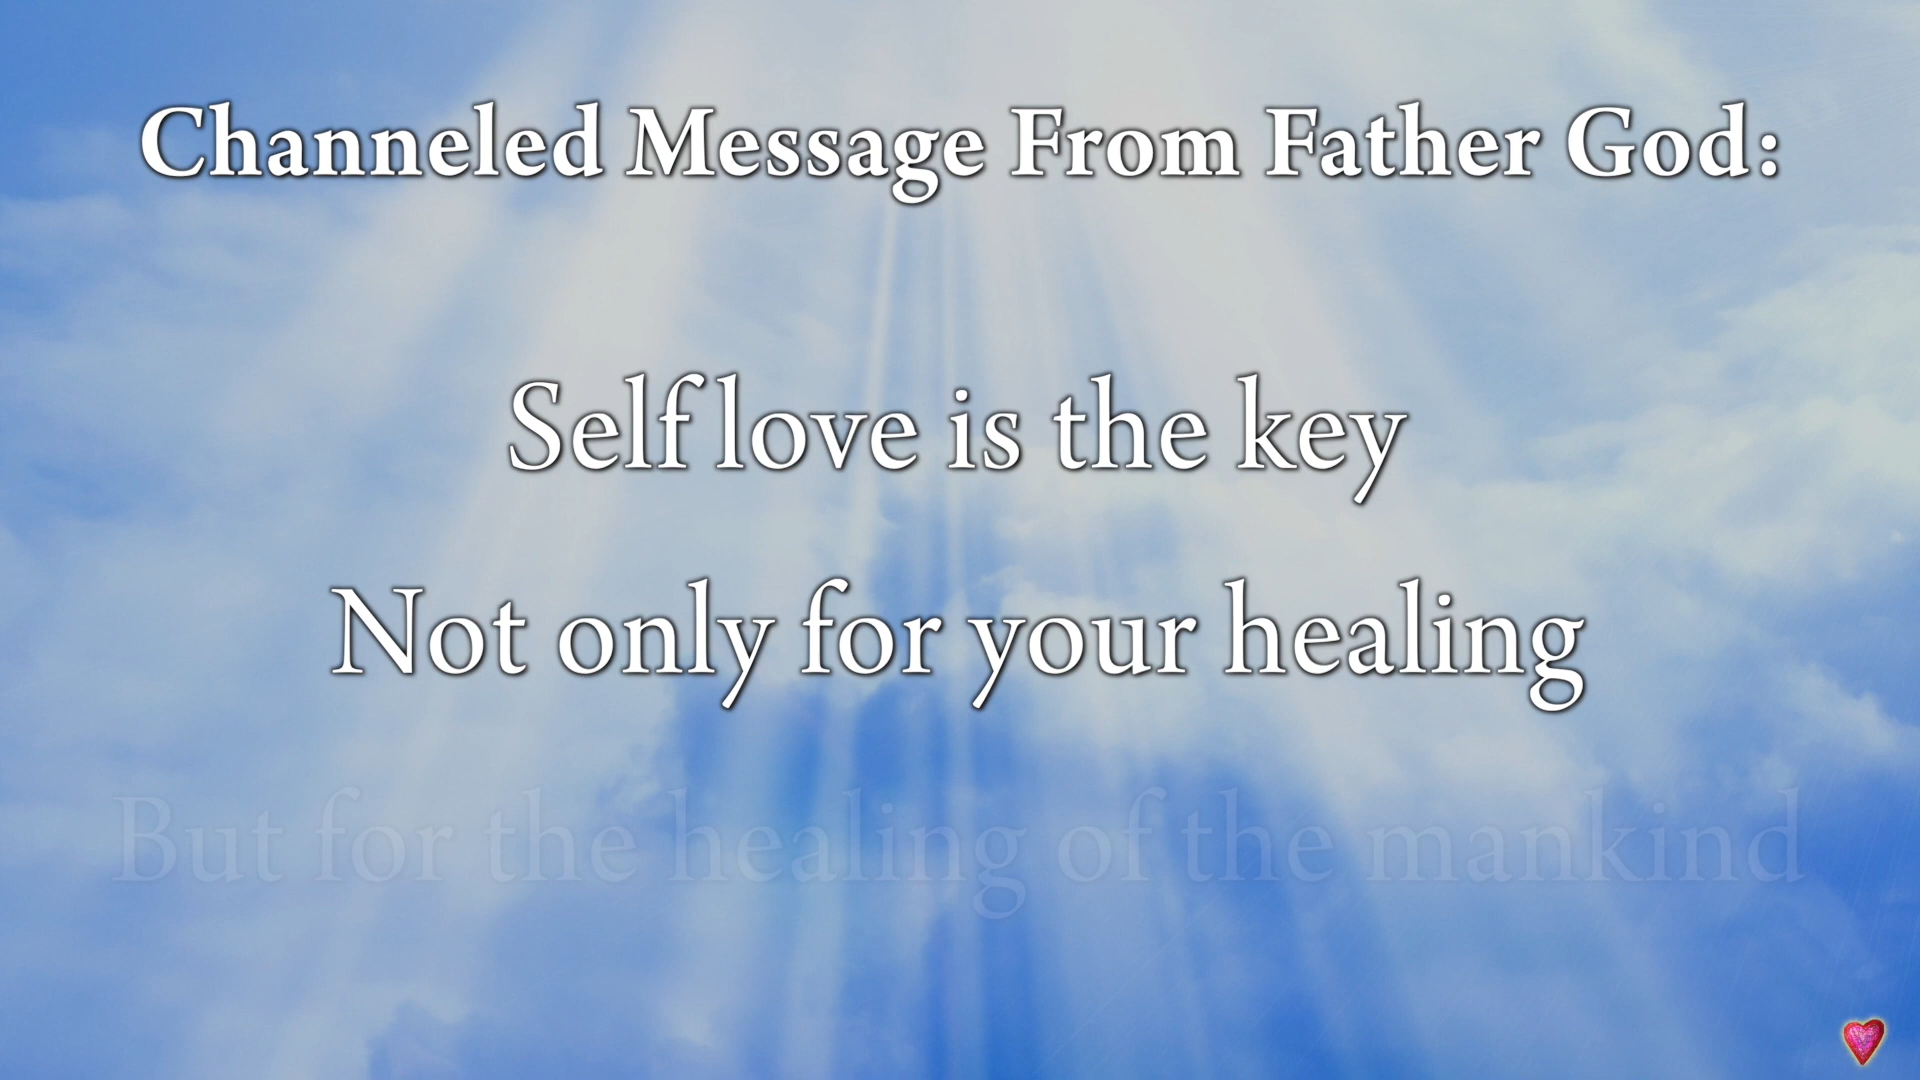 Channeled Message From Father God:
Self love is the key
Not only for your healing
But for the healing of the mankind